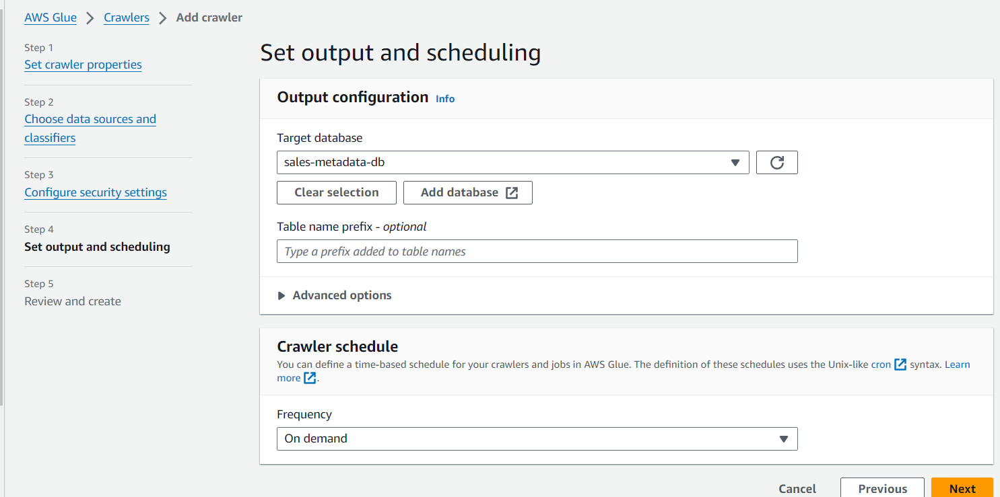 AWS Glue > Crawlers > Add crawler
Step 1
Set crawler properties
Step 2
Choose data sources and
classifiers
Step 3
Configure security settings
Step 4
Set output and scheduling
Step 5
Review and create
Set output and scheduling
Output configuration Info
Target database
sales-metadata-db
Clear selection Add database
Table name prefix - optional
Type a prefix added to table names
Advanced options
Crawler schedule
You can define a time-based schedule for your crawlers and jobs in AWS Glue. The definition of these schedules uses the Unix-like cron syntax. Learn
more .
Frequency
On demand
Cancel Previous Next